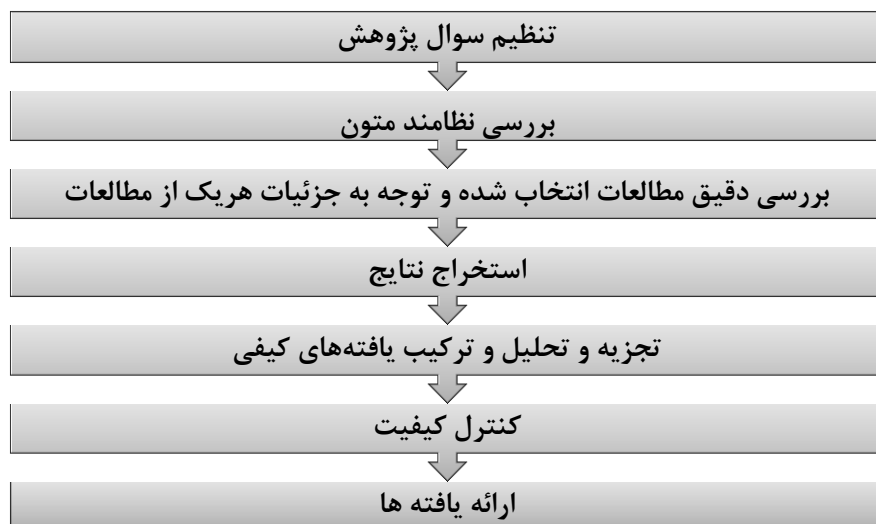 تنظیم سوال پژوهش
بررسی نظامند متون
بررسی دقیق مطالعات انتخاب شده و توجه به جزئیات هریک از مطالعات
استخراج نتایج
تجزیه و تحلیل و ترکیب یافته‌های کیفی
کنترل کیفیت
ارائه یافته ها